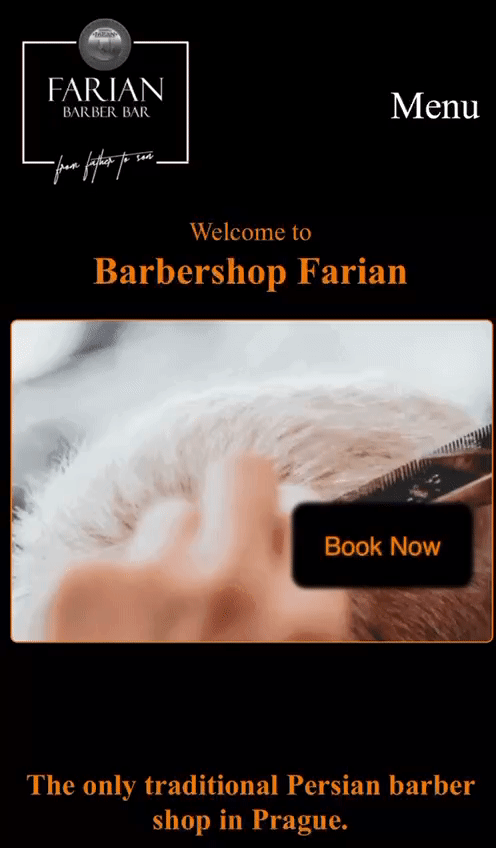 FARIAN
FARIAN
BARBER BAR
from father to son
Menu
Welcome to
Barbershop Farian
Book Now
The only traditional Persian barber
shop in Prague.